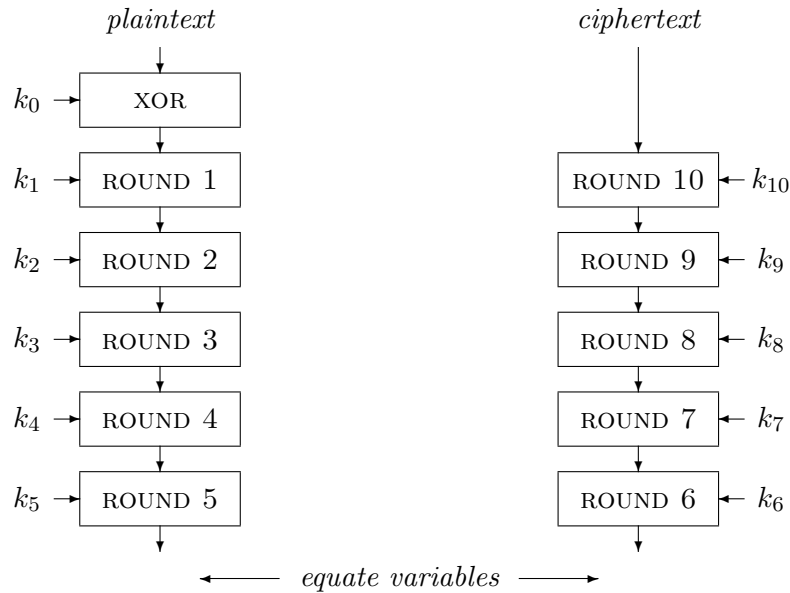 plaintext ciphertext
k0 XOR
k1 ROUND 1 ROUND 10 k10
k2 ROUND 2 ROUND 9 k9
k3 ROUND 3 ROUND 8 k8
k4 ROUND 4 ROUND 7 k7
k5 ROUND 5 ROUND 6 k6
equate variables